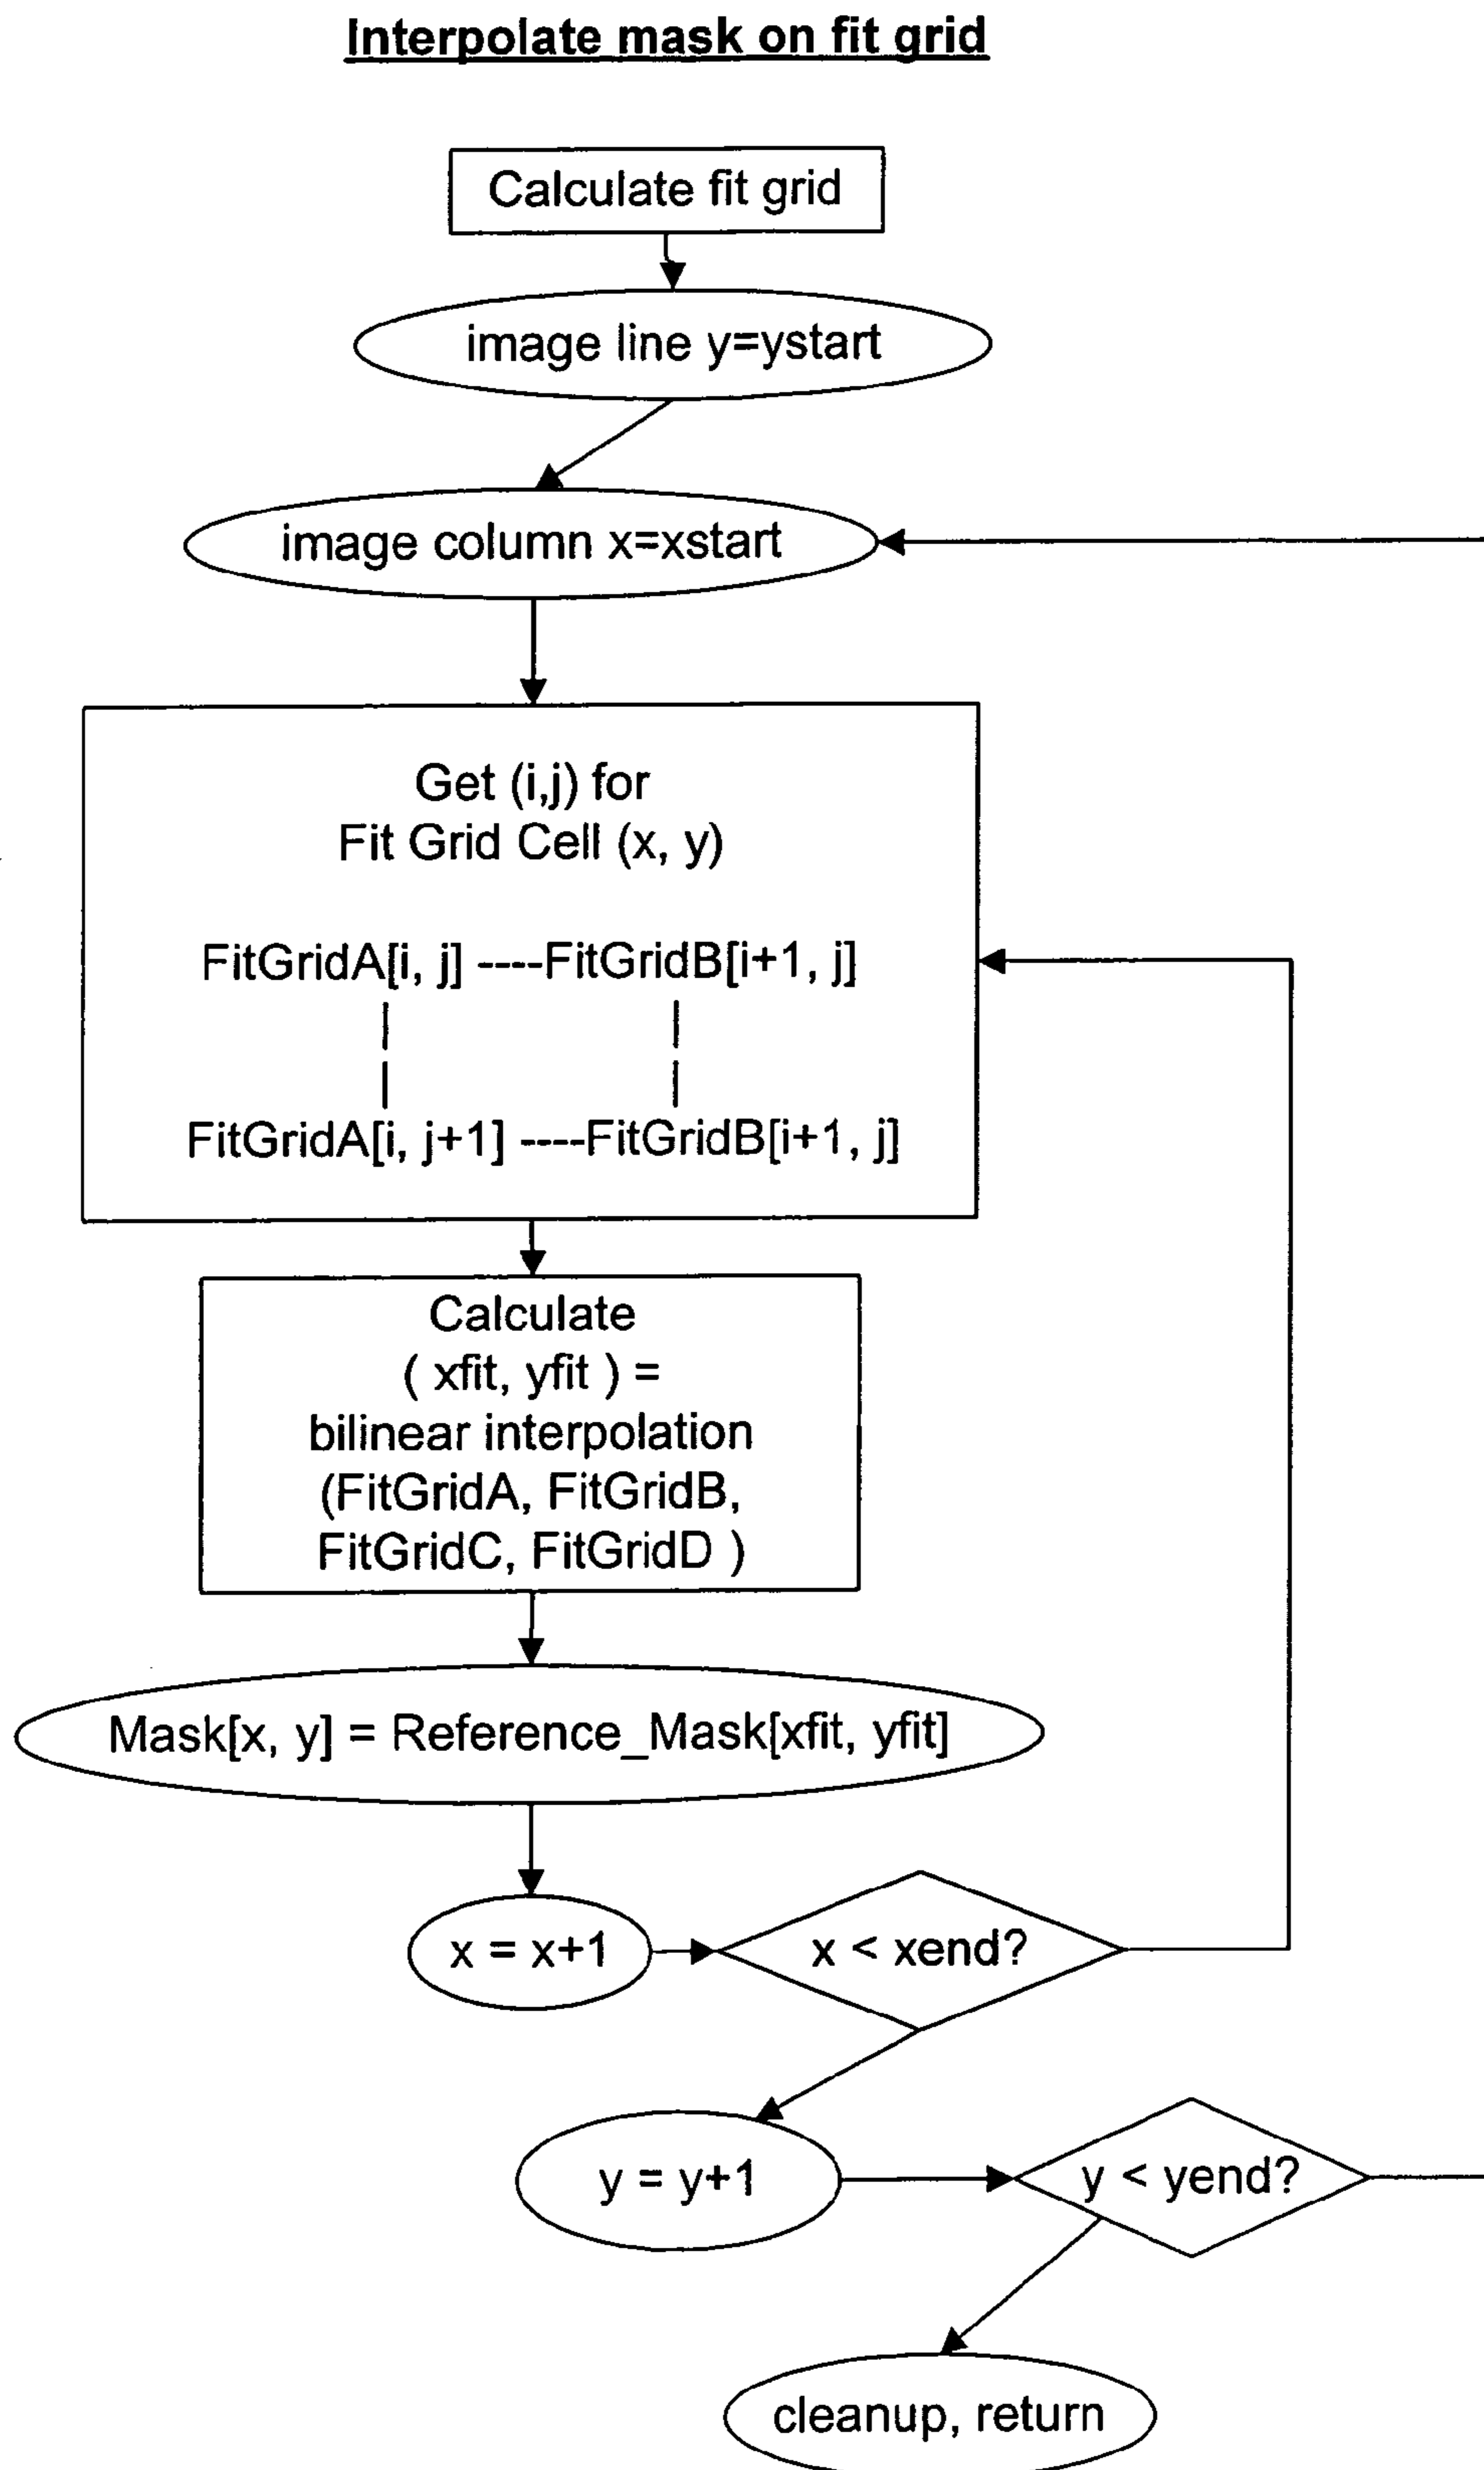 Interpolate mask on fit grid
Calculate fit grid
image line y=ystart
image column x=xstart
Get (i,j) for
Fit Grid Cell (x, y)
FitGridA[i, j] ----FitGridB[i+1, j]
|                    |
|                    |
FitGridA[i, j+1] ----FitGridB[i+1, j]
Calculate
( xfit, yfit ) =
bilinear interpolation
(FitGridA, FitGridB,
FitGridC, FitGridD )
Mask[x, y] = Reference_Mask[xfit, yfit]
x = x+1
x < xend?
y = y+1
y < yend?
cleanup, return